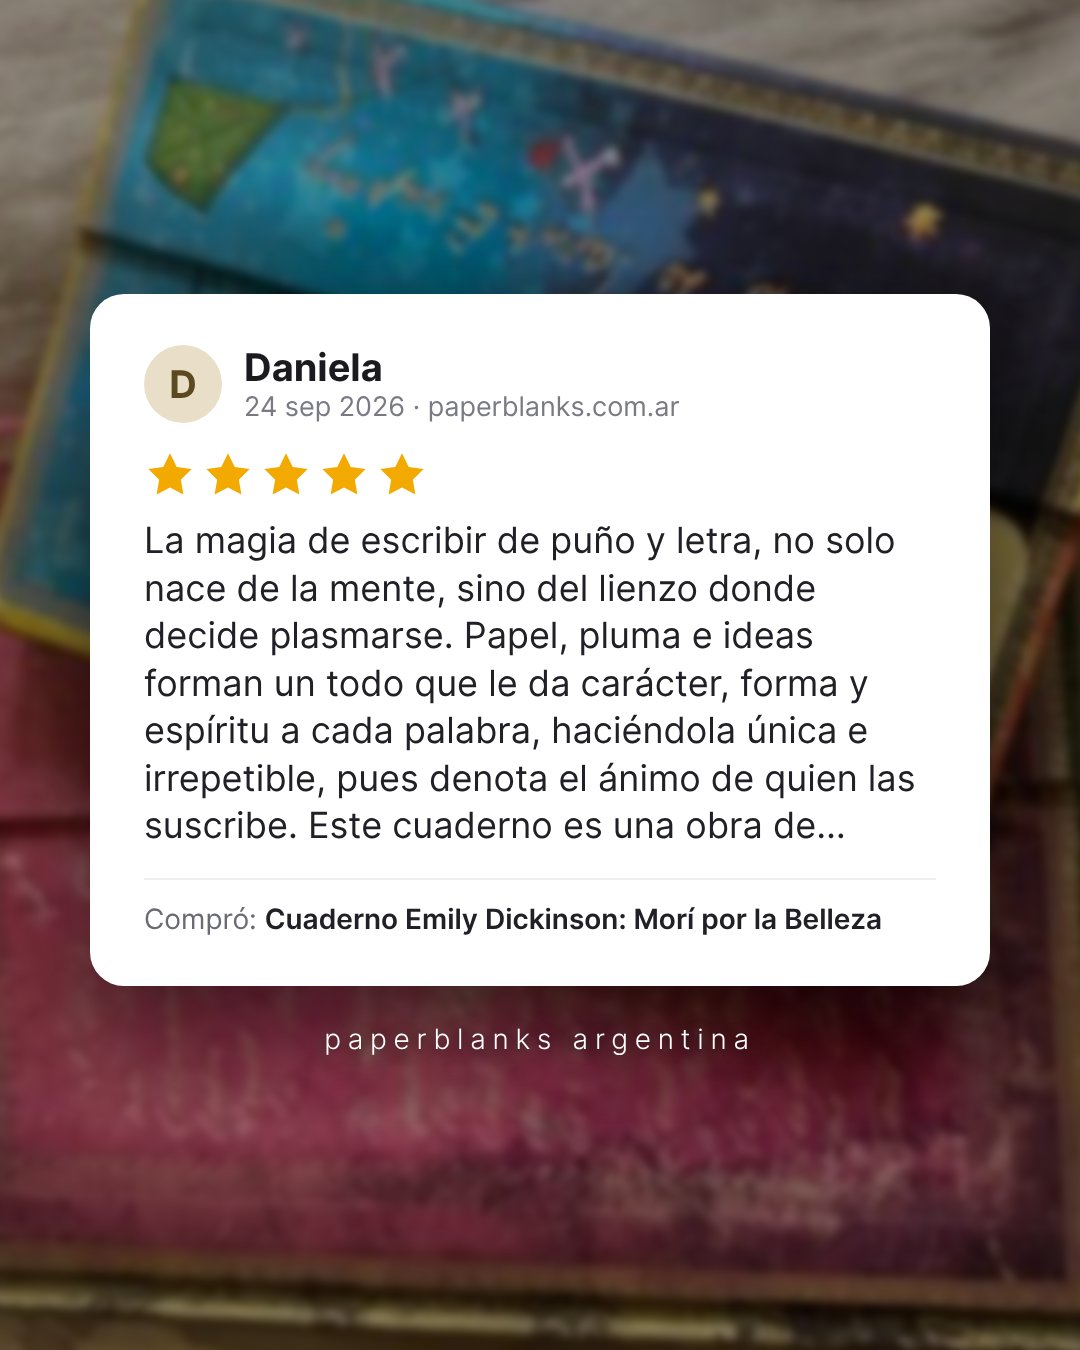 D
Daniela
24 sep 2026 · paperblanks.com.ar
La magia de escribir de puño y letra, no solo
nace de la mente, sino del lienzo donde
decide plasmarse. Papel, pluma e ideas
forman un todo que le da carácter, forma y
espíritu a cada palabra, haciéndola única e
irrepetible, pues denota el ánimo de quien las
suscribe. Este cuaderno es una obra de...
Compró: Cuaderno Emily Dickinson: Morí por la Belleza
paperblanks argentina